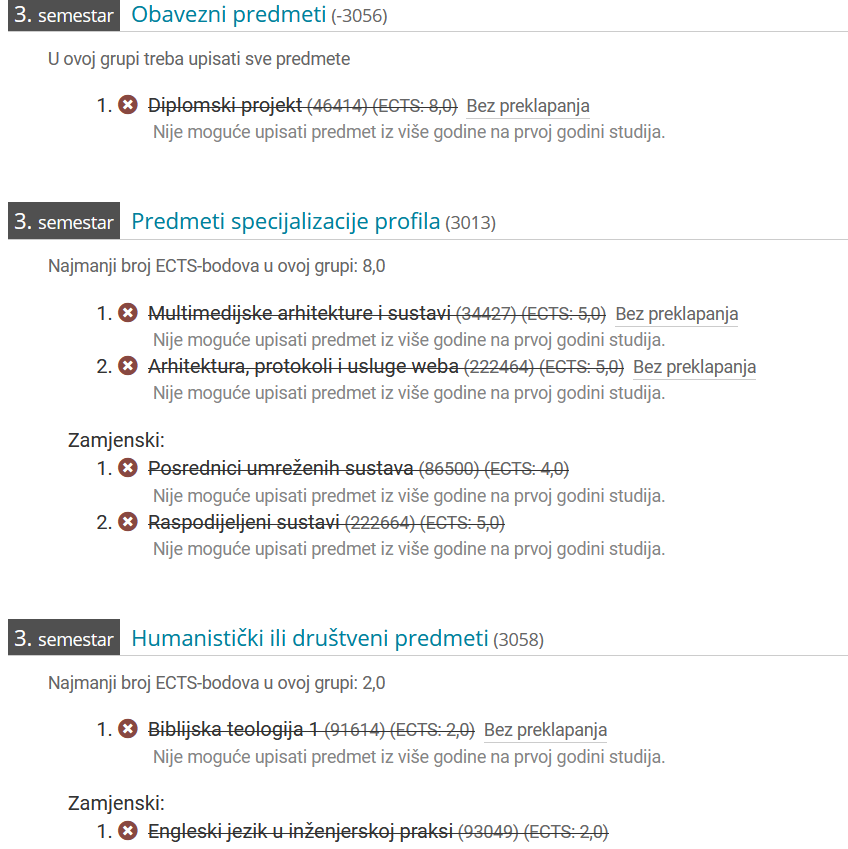 3. semestar Obavezni predmeti (-3056)
U ovoj grupi treba upisati sve predmete
1. Diplomski projekt (46414) (ECTS: 8,0) Bez preklapanja
Nije moguće upisati predmet iz više godine na prvoj godini studija.
3. semestar Predmeti specijalizacije profila (3013)
Najmanji broj ECTS-bodova u ovoj grupi: 8,0
1. Multimedijske arhitekture i sustavi (34427) (ECTS: 5,0) Bez preklapanja
Nije moguće upisati predmet iz više godine na prvoj godini studija.
2. Arhitektura, protokoli i usluge weba (222464) (ECTS: 5,0) Bez preklapanja
Nije moguće upisati predmet iz više godine na prvoj godini studija.
Zamjenski:
1. Posrednici umreženih sustava (86500) (ECTS: 4,0)
Nije moguće upisati predmet iz više godine na prvoj godini studija.
2. Raspodijeljeni sustavi (222664) (ECTS: 5,0)
Nije moguće upisati predmet iz više godine na prvoj godini studija.
3. semestar Humanistički ili društveni predmeti (3058)
Najmanji broj ECTS-bodova u ovoj grupi: 2,0
1. Biblijska teologija 1 (91614) (ECTS: 2,0) Bez preklapanja
Nije moguće upisati predmet iz više godine na prvoj godini studija.
Zamjenski:
1. Engleski jezik u inženjerskoj praksi (93049) (ECTS: 2,0)